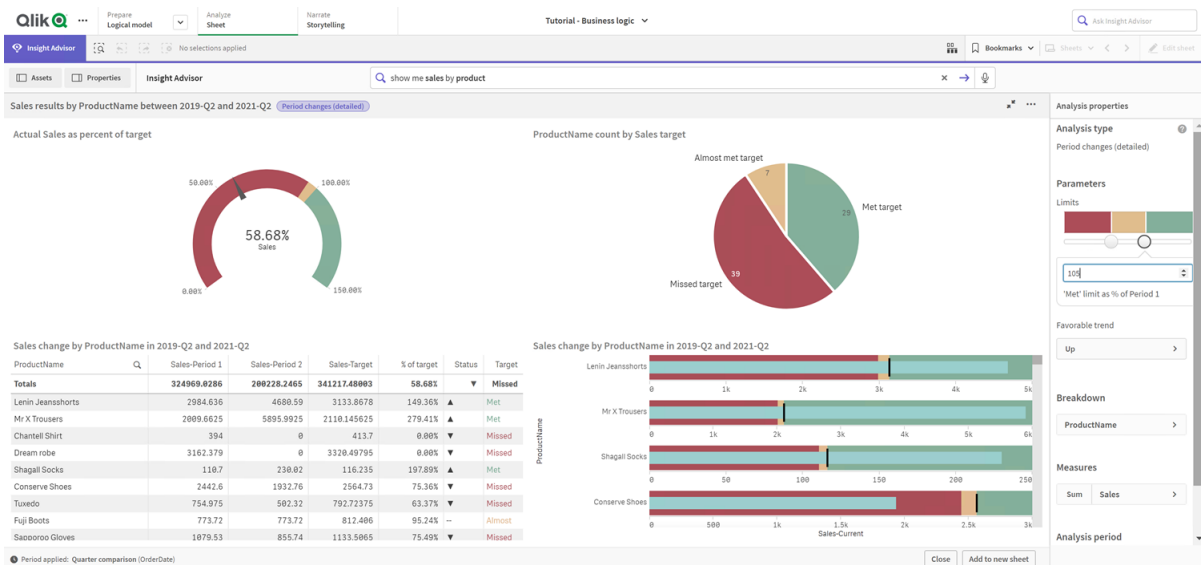 Qlik
Prepare
Logical model
Analyze
Sheet
Narrate
Storytelling
Tutorial - Business logic
Ask Insight Advisor
Insight Advisor
No selections applied
Bookmarks
Sheets
Edit sheet
Assets
Properties
Insight Advisor
show me sales by product
Sales results by ProductName between 2019-Q2 and 2021-Q2 Period changes (detailed)
Actual Sales as percent of target
50.00%
100.00%
58.68%
Sales
0.00%
150.00%
ProductName count by Sales target
Almost met target
7
29
Met target
39
Missed target
Sales change by ProductName in 2019-Q2 and 2021-Q2
ProductName Sales-Period 1 Sales-Period 2 Sales-Target % of target Status Target
Totals 324969.0286 200228.2465 341217.48003 58.68% ▼ Missed
Lenin Jeansshorts 2984.636 4680.59 3133.8678 149.36% ▲ Met
Mr X Trousers 2009.6625 5895.9925 2110.145625 279.41% ▲ Met
Chantell Shirt 394 0 413.7 0.00% ▼ Missed
Dream robe 3162.379 0 3320.49795 0.00% ▼ Missed
Shagall Socks 110.7 230.02 116.235 197.89% ▲ Met
Conserve Shoes 2442.6 1932.76 2564.73 75.36% ▼ Missed
Tuxedo 754.975 502.32 792.72375 63.37% ▼ Missed
Fuji Boots 773.72 773.72 812.406 95.24% -- Almost
Sapporoo Gloves 1079.53 855.74 1133.5065 75.49% ▼ Missed
Sales change by ProductName in 2019-Q2 and 2021-Q2
ProductName
Lenin Jeansshorts
0 1k 2k 3k 4k 5k
Mr X Trousers
0 1k 2k 3k 4k 5k 6k
Shagall Socks
0 50 100 150 200 250
Conserve Shoes
0 500 1k 1.5k 2k 2.5k 3k
Sales-Current
Analysis properties
Analysis type
Period changes (detailed)
Parameters
Limits
105
'Met' limit as % of Period 1
Favorable trend
Up
Breakdown
ProductName
Measures
Sum Sales
Analysis period
Period applied: Quarter comparison (OrderDate)
Close
Add to new sheet